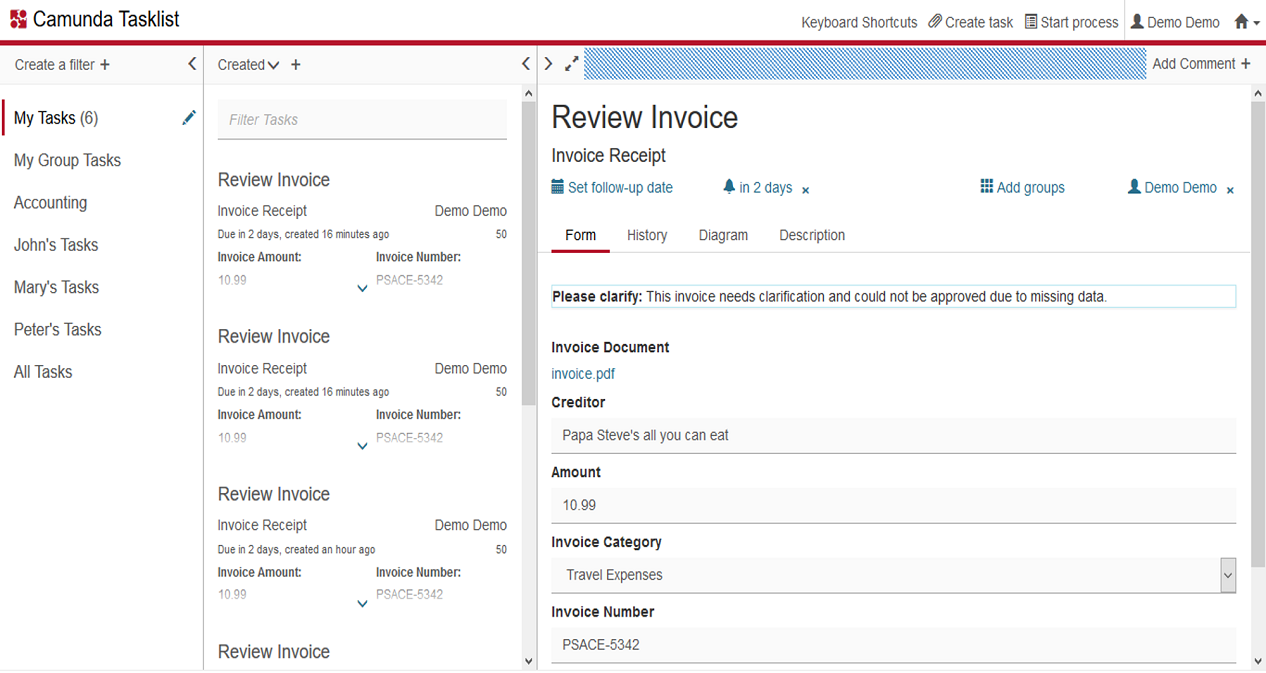 Camunda Tasklist
Keyboard Shortcuts Create task Start process Demo Demo
Create a filter +
My Tasks (6)
My Group Tasks
Accounting
John's Tasks
Mary's Tasks
Peter's Tasks
All Tasks
Created +
Filter Tasks
Review Invoice
Invoice Receipt Demo Demo
Due in 2 days, created 16 minutes ago 50
Invoice Amount: Invoice Number:
10.99 PSACE-5342
Review Invoice
Invoice Receipt Demo Demo
Due in 2 days, created 16 minutes ago 50
Invoice Amount: Invoice Number:
10.99 PSACE-5342
Review Invoice
Invoice Receipt Demo Demo
Due in 2 days, created an hour ago 50
Invoice Amount: Invoice Number:
10.99 PSACE-5342
Review Invoice
Add Comment +
Review Invoice
Invoice Receipt
Set follow-up date in 2 days × Add groups Demo Demo ×
Form History Diagram Description
Please clarify: This invoice needs clarification and could not be approved due to missing data.
Invoice Document
invoice.pdf
Creditor
Papa Steve's all you can eat
Amount
10.99
Invoice Category
Travel Expenses
Invoice Number
PSACE-5342